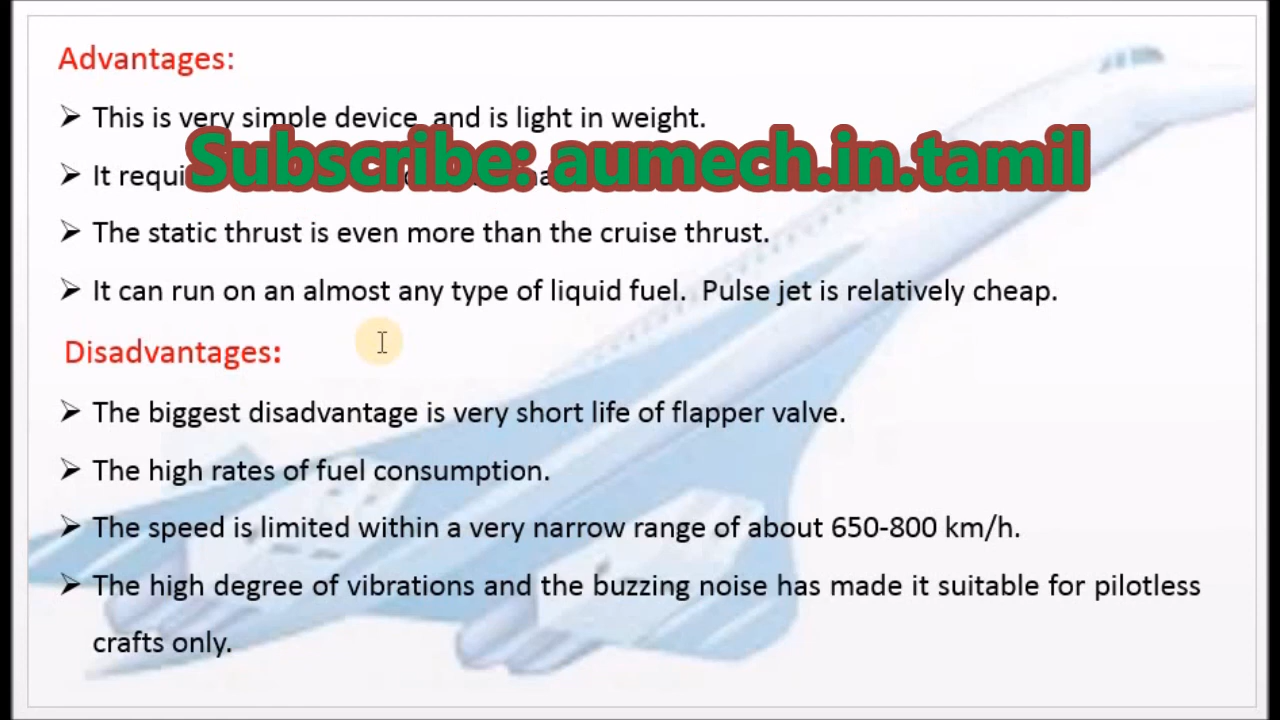 Advantages:
➢ This is very simple device and is light in weight.
Subscribe: aumech.in.tamil
➢ It
➢ The static thrust is even more than the cruise thrust.
➢ It can run on an almost any type of liquid fuel. Pulse jet is relatively cheap.
Disadvantages:
➢ The biggest disadvantage is very short life of flapper valve.
➢ The high rates of fuel consumption.
➢ The speed is limited within a very narrow range of about 650-800 km/h.
➢ The high degree of vibrations and the buzzing noise has made it suitable for pilotless
crafts only.